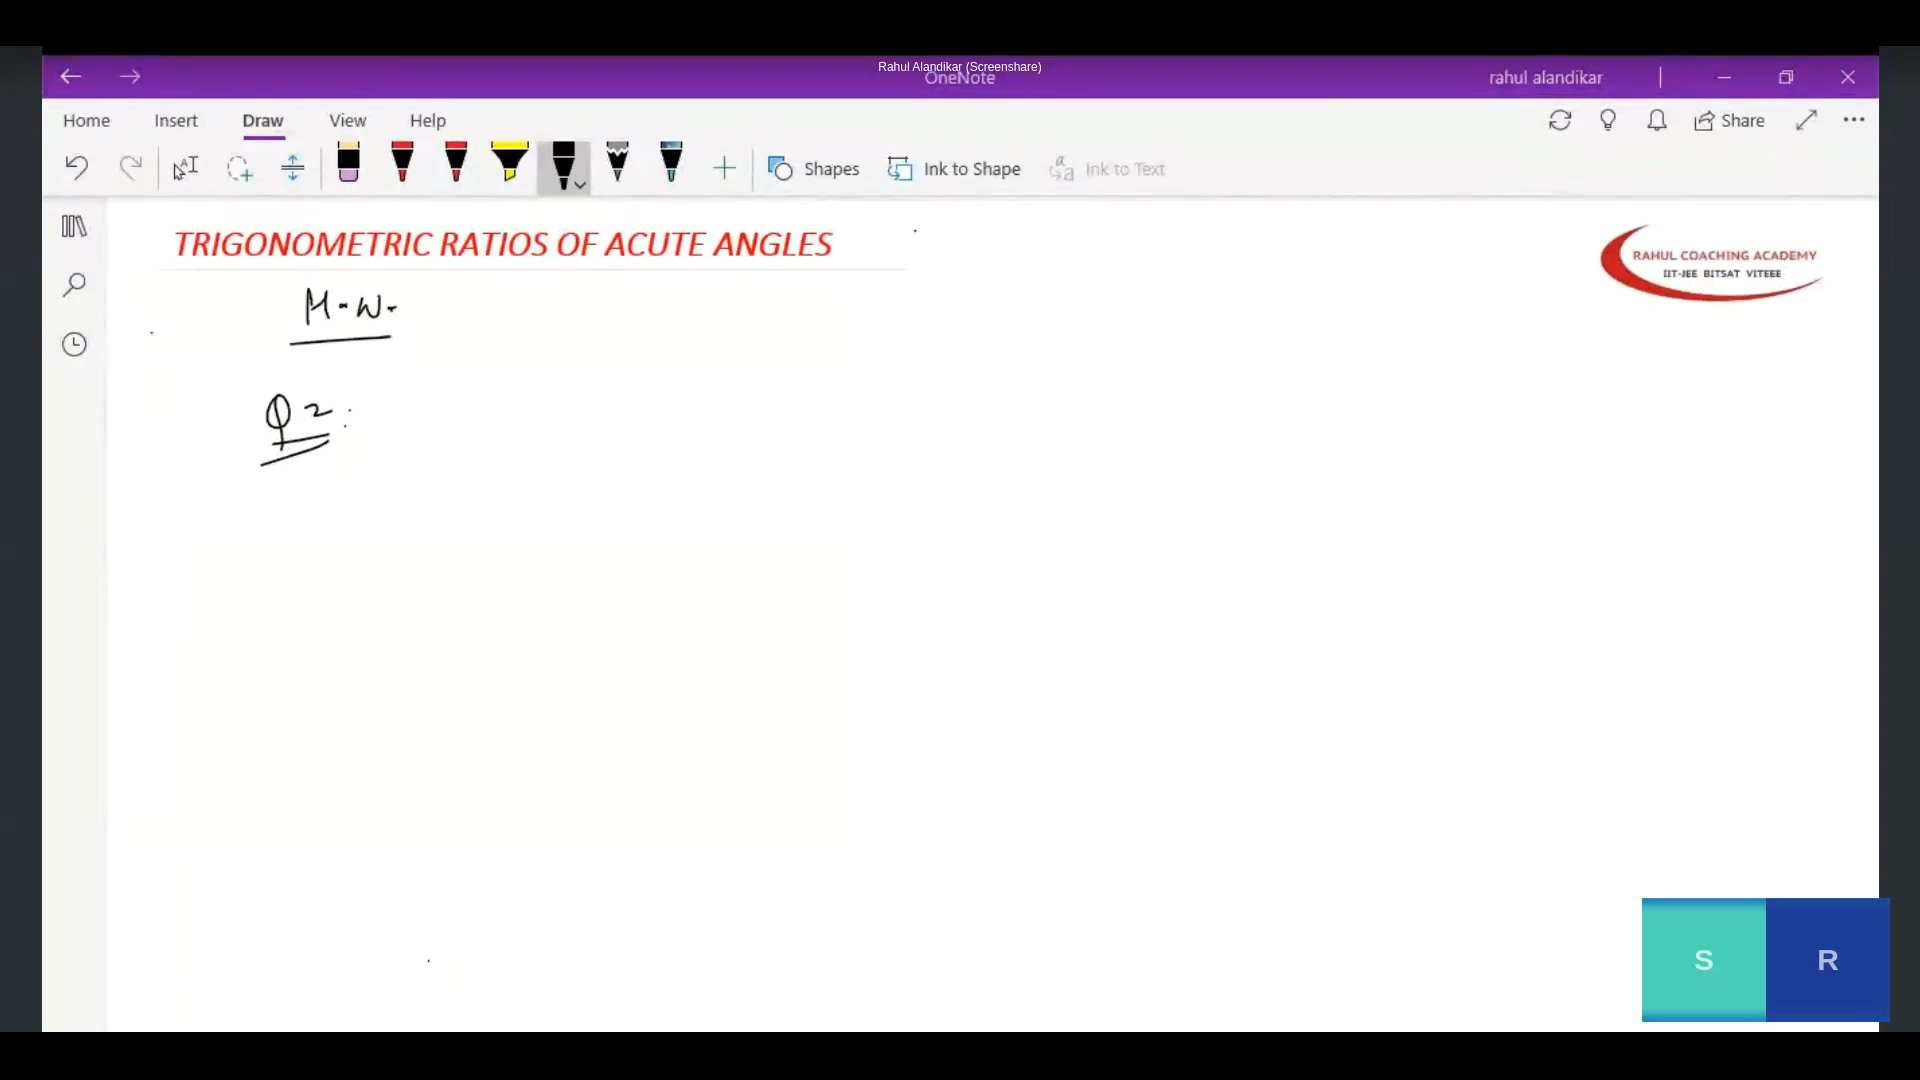 Rahul Alandikar (Screenshare)
OneNote
rahul alandikar
Home Insert Draw View Help
Share
Shapes Ink to Shape Ink to Text
TRIGONOMETRIC RATIOS OF ACUTE ANGLES
RAHUL COACHING ACADEMY
IIT-JEE BITSAT VITEEE
H.W.
Q2:
S R